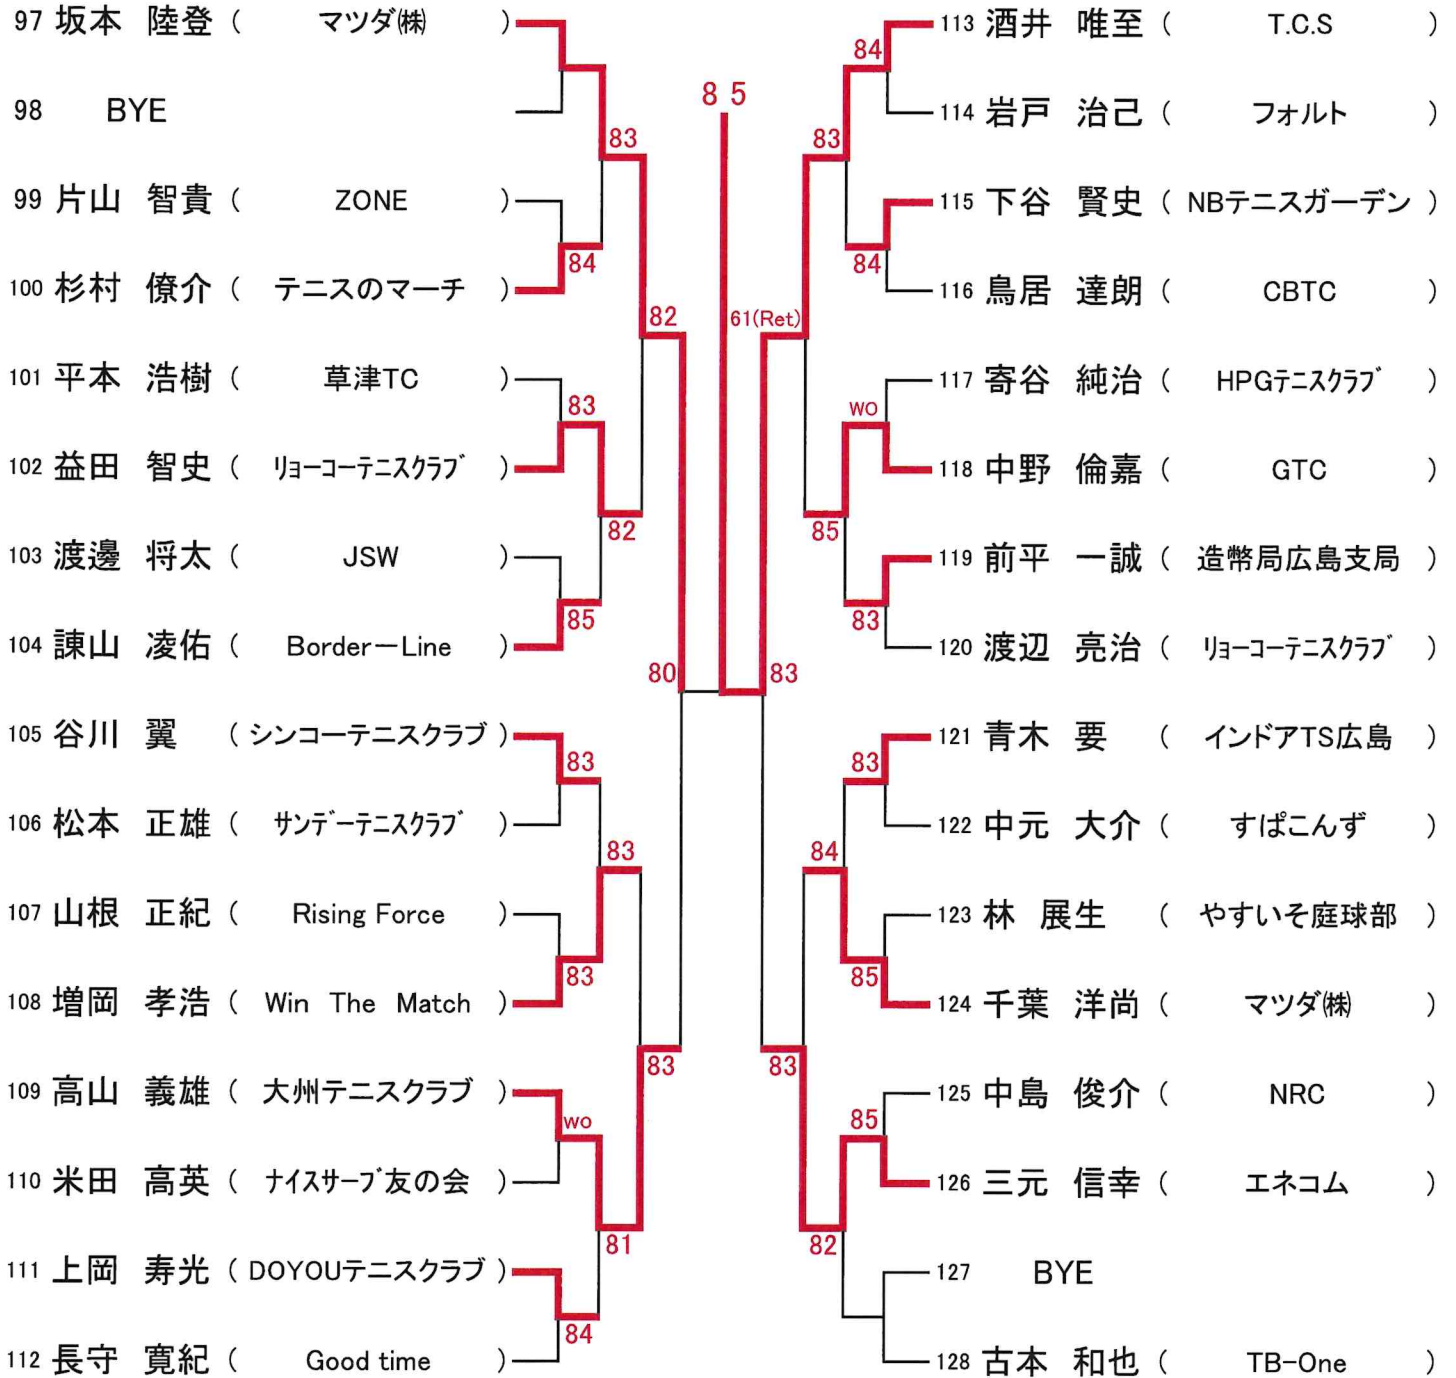 97 坂本 陸登 ( マツダ㈱ )
98 BYE
99 片山 智貴 ( ZONE )
100 杉村 僚介 ( テニスのマーチ )
101 平本 浩樹 ( 草津TC )
102 益田 智史 ( リョーコーテニスクラブ )
103 渡邊 将太 ( JSW )
104 諌山 凌佑 ( Border－Line )
105 谷川 翼 ( シンコーテニスクラブ )
106 松本 正雄 ( サンデーテニスクラブ )
107 山根 正紀 ( Rising Force )
108 増岡 孝浩 ( Win The Match )
109 高山 義雄 ( 大州テニスクラブ )
110 米田 高英 ( ナイスサーブ友の会 )
111 上岡 寿光 ( DOYOUテニスクラブ )
112 長守 寛紀 ( Good time )
84
83
83
85
83
83
wo
84
83
82
83
81
82
83
80
8 5
83
61(Ret)
83
83
85
84
82
84
84
wo
83
83
85
85
113 酒井 唯至 ( T.C.S )
114 岩戸 治己 ( フォルト )
115 下谷 賢史 ( NBテニスガーデン )
116 鳥居 達朗 ( CBTC )
117 寄谷 純治 ( HPGテニスクラブ )
118 中野 倫嘉 ( GTC )
119 前平 一誠 ( 造幣局広島支局 )
120 渡辺 亮治 ( リョーコーテニスクラブ )
121 青木 要 ( インドアTS広島 )
122 中元 大介 ( すぱこんず )
123 林 展生 ( やすいそ庭球部 )
124 千葉 洋尚 ( マツダ㈱ )
125 中島 俊介 ( NRC )
126 三元 信幸 ( エネコム )
127 BYE
128 古本 和也 ( TB-One )